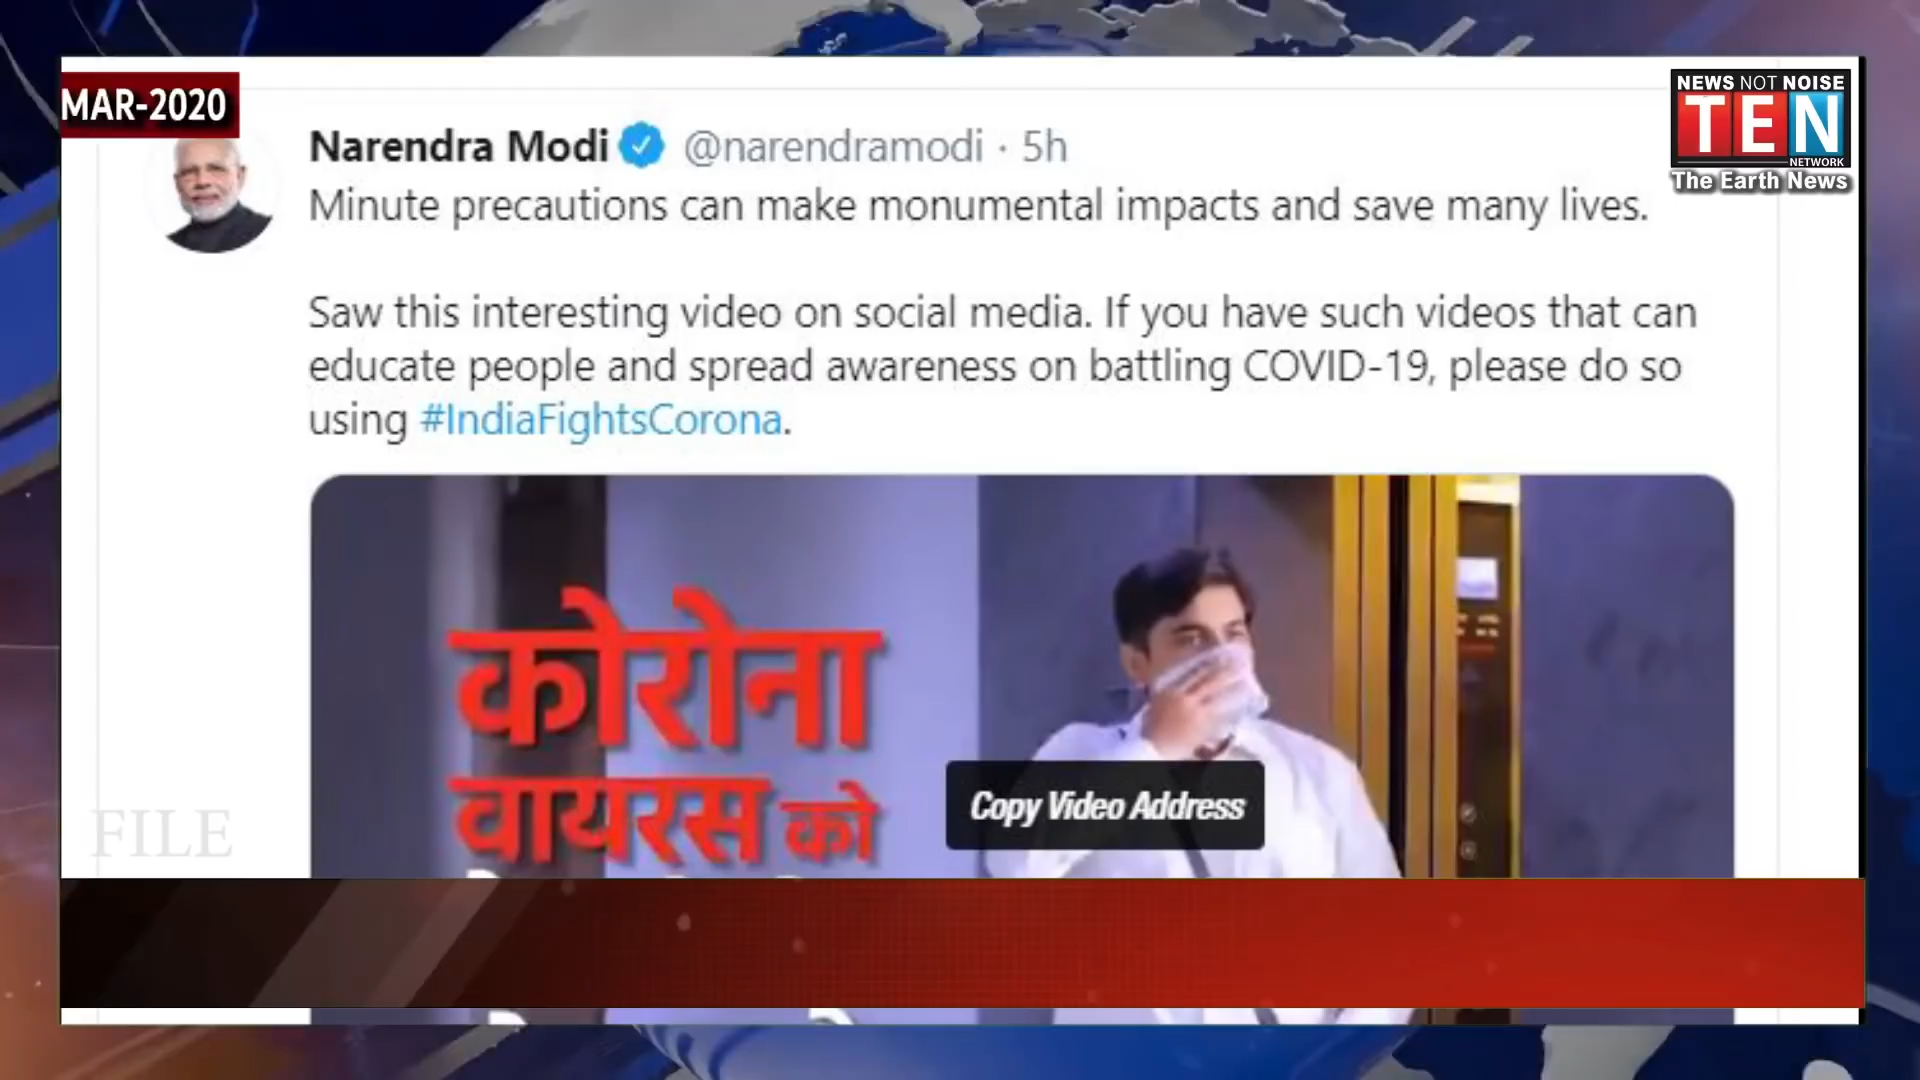 MAR-2020
NEWS NOT NOISE
TEN
NETWORK
The Earth News
Narendra Modi @narendramodi · 5h
Minute precautions can make monumental impacts and save many lives.
Saw this interesting video on social media. If you have such videos that can
educate people and spread awareness on battling COVID-19, please do so
using #IndiaFightsCorona.
कोरोना
वायरस को
Copy Video Address
FILE